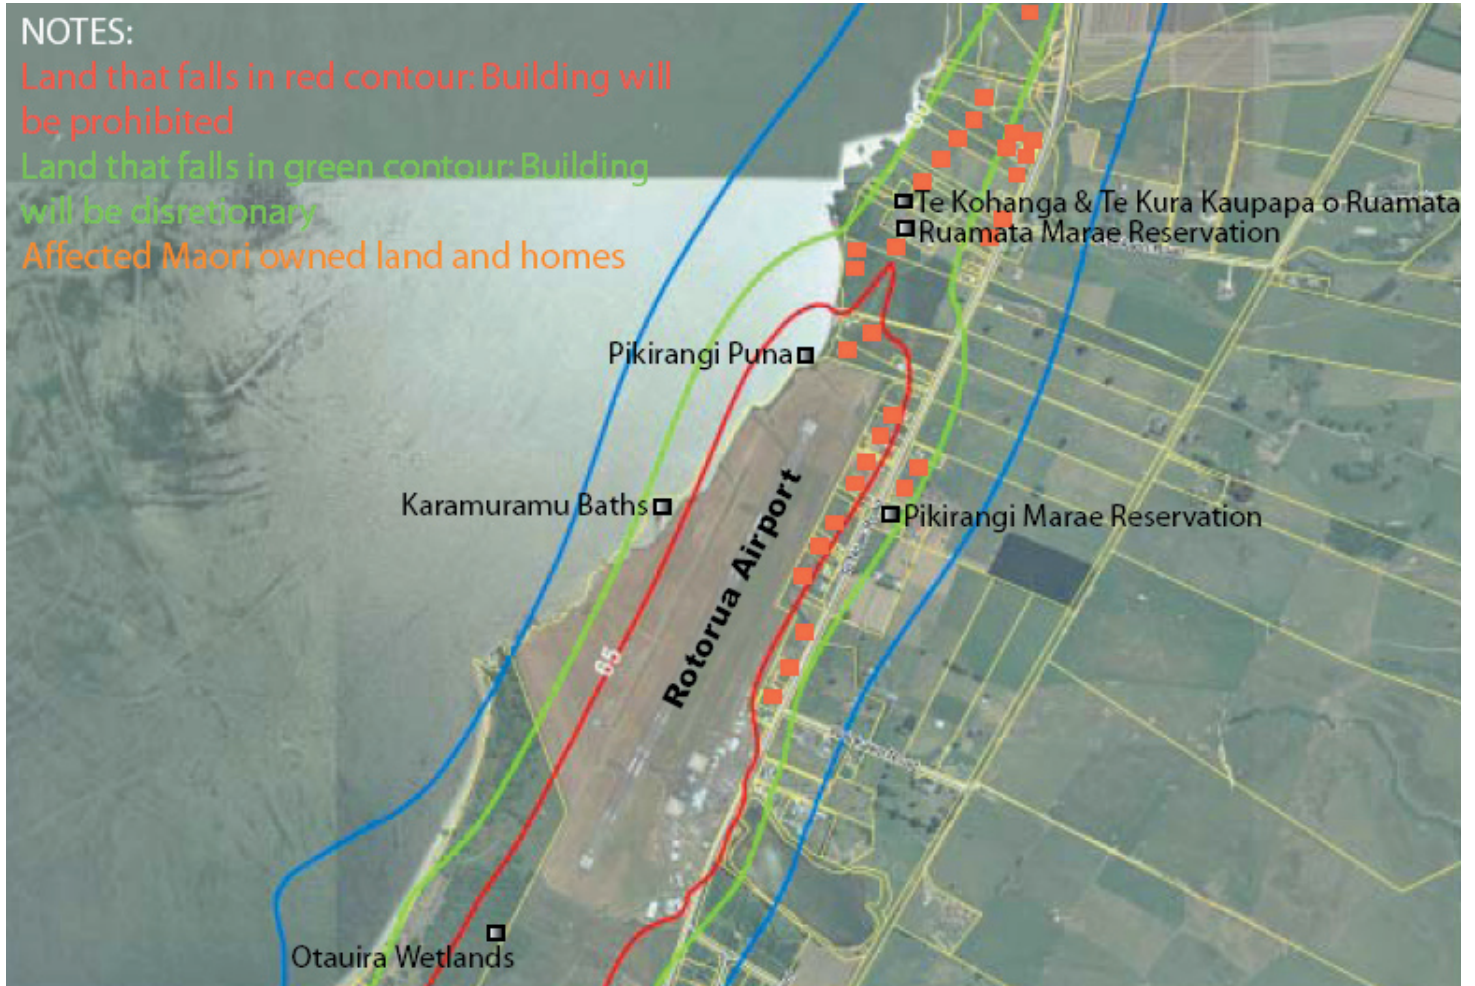 NOTES:
Land that falls in red contour: Building will
be prohibited
Land that falls in green contour: Building
will be disretionary
Affected Maori owned land and homes
60
Te Kohanga & Te Kura Kaupapa o Ruamata
Ruamata Marae Reservation
Pikirangi Puna
Karamuramu Baths
Pikirangi Marae Reservation
Rotorua Airport
65
Otauira Wetlands